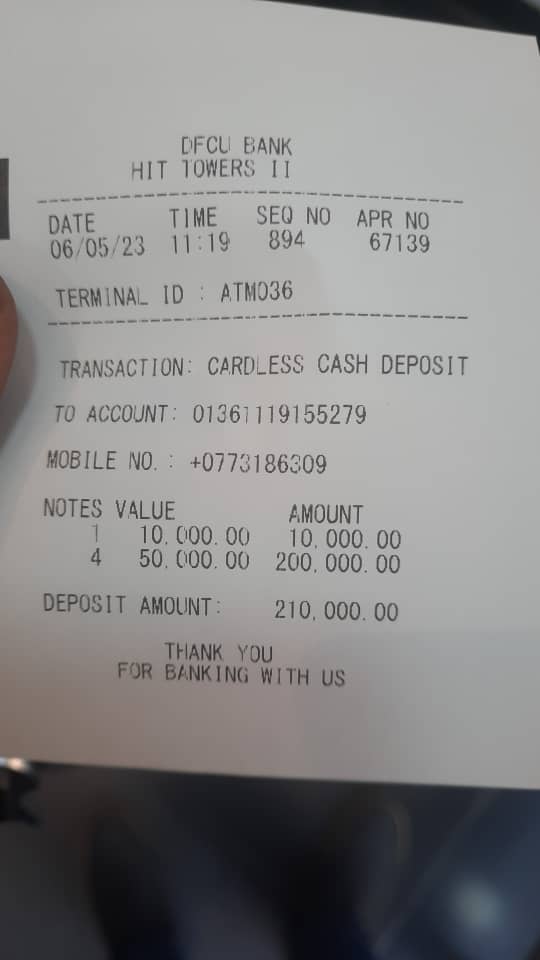 DFCU BANK
HIT TOWERS II
DATE TIME SEQ NO APR NO
06/05/23 11:19 894 67139
TERMINAL ID : ATM036
TRANSACTION: CARDLESS CASH DEPOSIT
TO ACCOUNT: 01361119155279
MOBILE NO. : +0773186309
NOTES VALUE AMOUNT
1 10,000.00 10,000.00
4 50,000.00 200,000.00
DEPOSIT AMOUNT: 210,000.00
THANK YOU
FOR BANKING WITH US